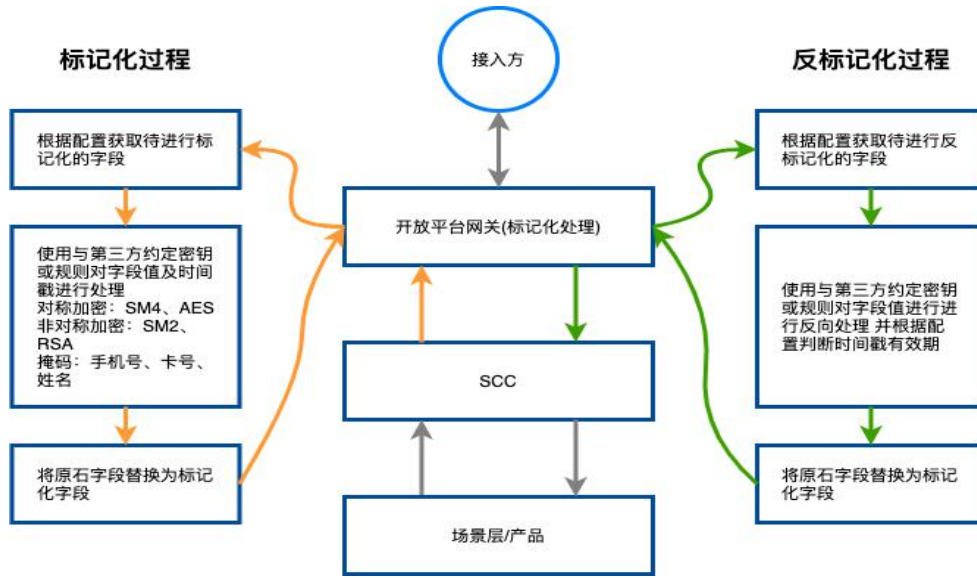 标记化过程
根据配置获取待进行标
记化的字段
使用与第三方约定密钥
或规则对字段值及时间
戳进行处理
对称加密：SM4、AES
非对称加密：SM2、
RSA
掩码：手机号、卡号、
姓名
将原石字段替换为标记
化字段
接入方
开放平台网关(标记化处理)
SCC
场景层/产品
反标记化过程
根据配置获取待进行反
标记化的字段
使用与第三方约定密钥
或规则对字段值进行进
行反向处理 并根据配
置判断时间戳有效期
将原石字段替换为标记
化字段